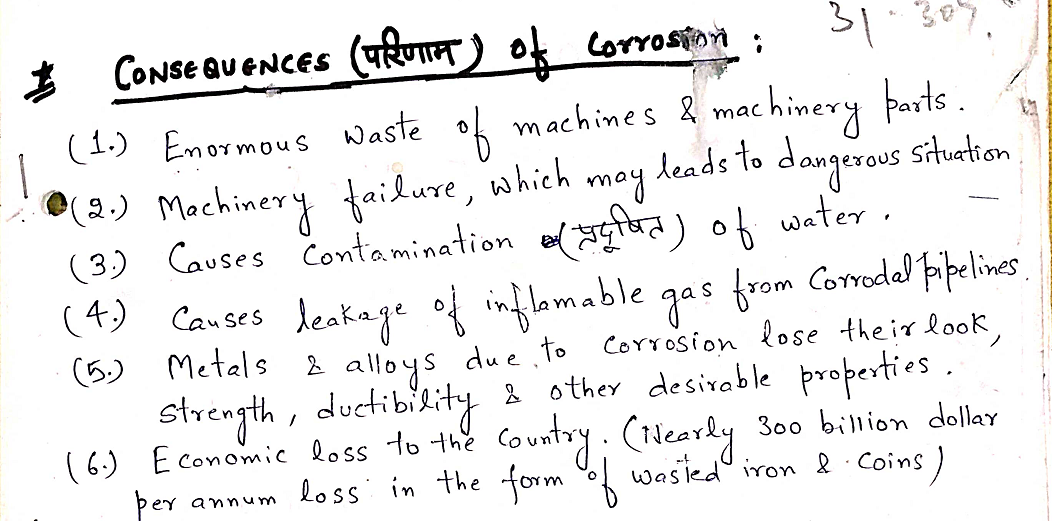 * CONSEQUENCES (परिणाम) of Corrosion :
(1.) Enormous waste of machines & machinery parts.
(2.) Machinery failure, which may leads to dangerous situation
(3.) Causes Contamination (प्रदूषित) of water.
(4.) Causes leakage of inflamable gas from Corrodal pipelines.
(5.) Metals & alloys due to Corrosion lose their look,
strength, ductibility & other desirable properties.
(6.) Economic loss to the Country. (Nearly 300 billion dollar
per annum loss in the form of wasted iron & coins)